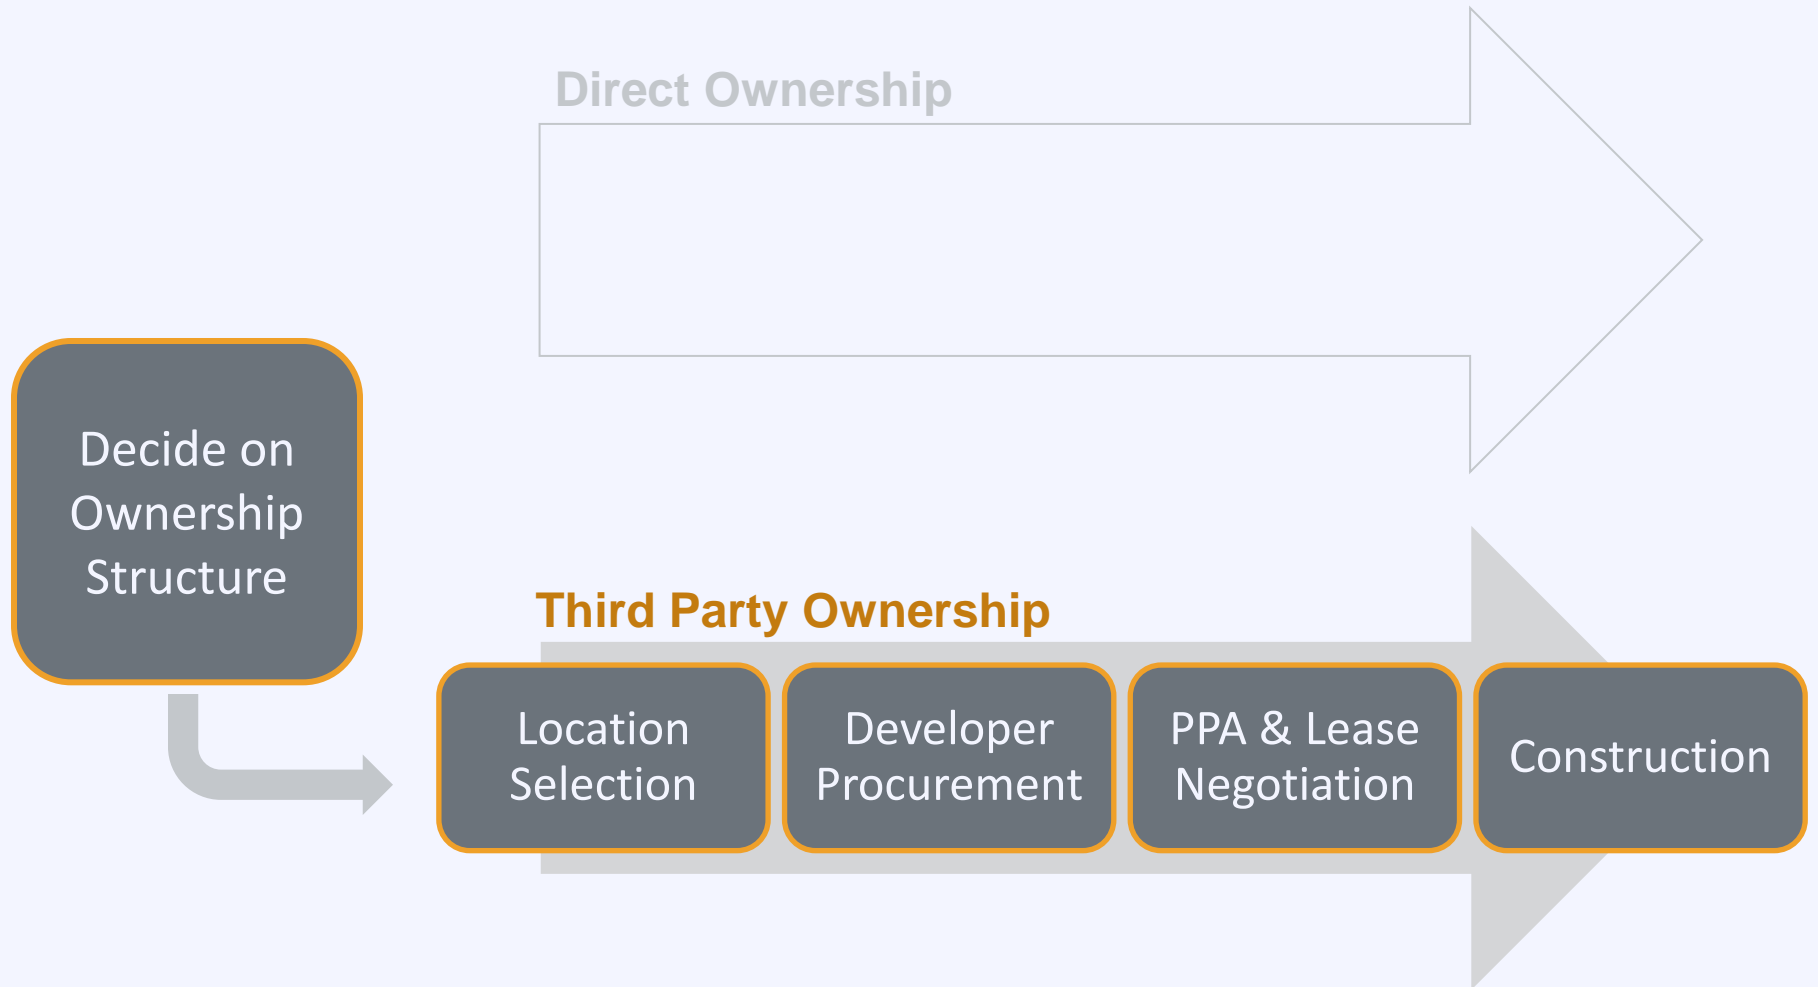 Direct Ownership
Decide on
Ownership
Structure
Third Party Ownership
Location
Selection
Developer
Procurement
PPA & Lease
Negotiation
Construction